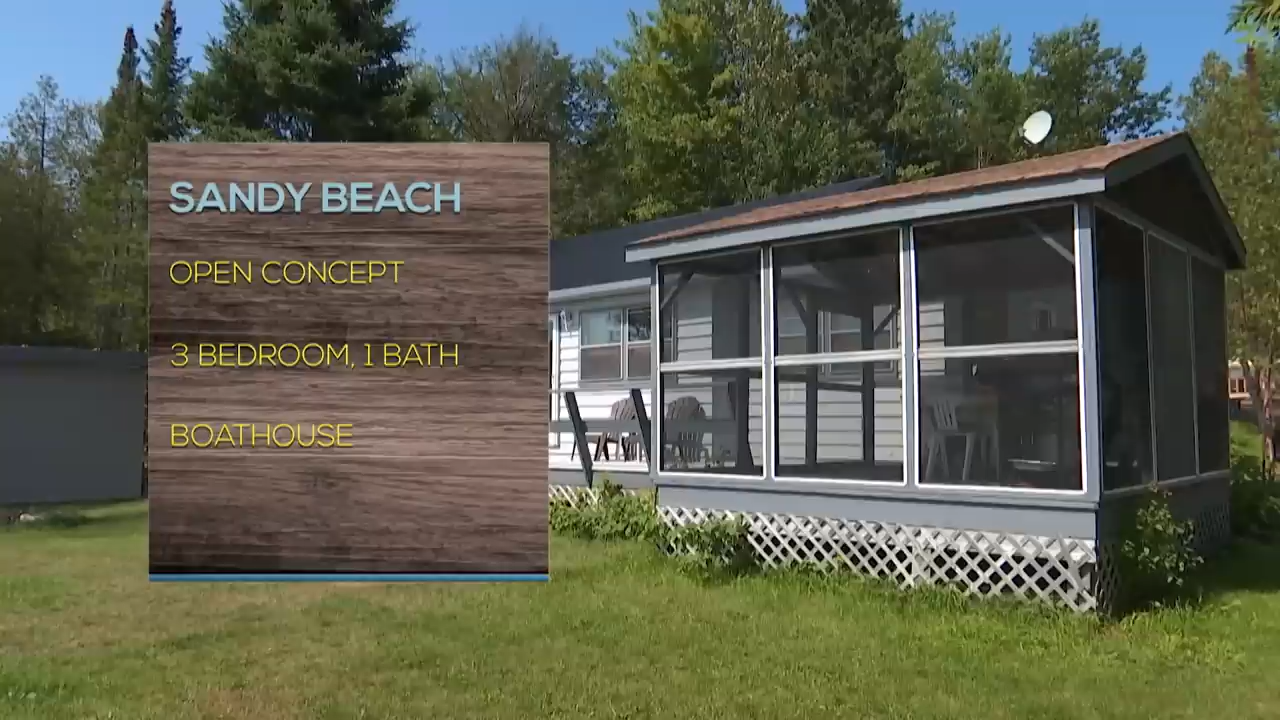 SANDY BEACH
OPEN CONCEPT
3 BEDROOM, 1 BATH
BOATHOUSE